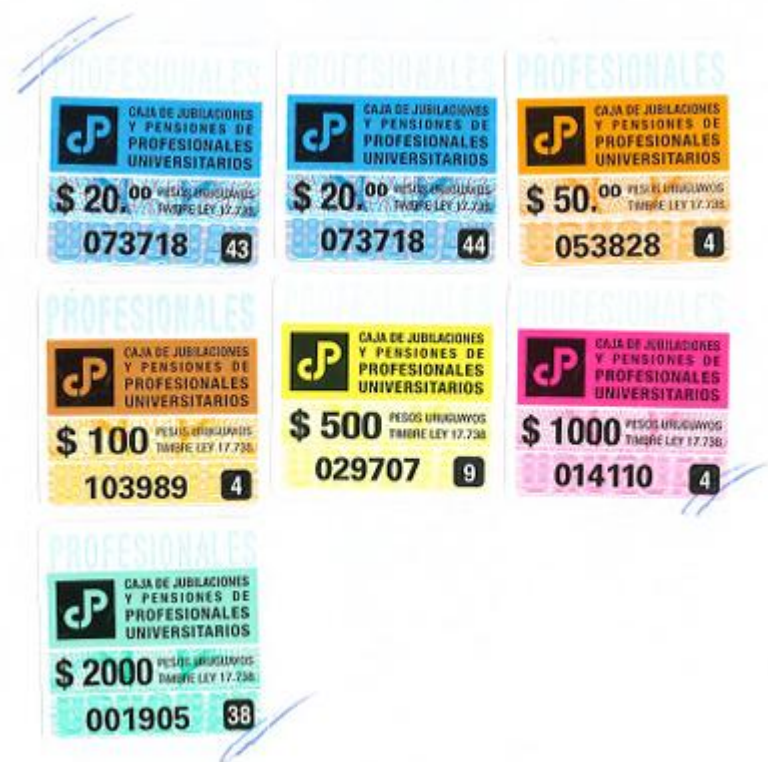 PROFESIONALES
CAJA DE JUBILACIONES
Y PENSIONES DE
PROFESIONALES
UNIVERSITARIOS
$ 20.00 PESOS URUGUAYOS
TIMBRE LEY 17.738
073718 43
PROFESIONALES
CAJA DE JUBILACIONES
Y PENSIONES DE
PROFESIONALES
UNIVERSITARIOS
$ 20.00 PESOS URUGUAYOS
TIMBRE LEY 17.738
073718 44
PROFESIONALES
CAJA DE JUBILACIONES
Y PENSIONES DE
PROFESIONALES
UNIVERSITARIOS
$ 50.00 PESOS URUGUAYOS
TIMBRE LEY 17.738
053828 4
PROFESIONALES
CAJA DE JUBILACIONES
Y PENSIONES DE
PROFESIONALES
UNIVERSITARIOS
$ 100 PESOS URUGUAYOS
TIMBRE LEY 17.738
103989 4
PROFESIONALES
CAJA DE JUBILACIONES
Y PENSIONES DE
PROFESIONALES
UNIVERSITARIOS
$ 500 PESOS URUGUAYOS
TIMBRE LEY 17.738
029707 9
PROFESIONALES
CAJA DE JUBILACIONES
Y PENSIONES DE
PROFESIONALES
UNIVERSITARIOS
$ 1000 PESOS URUGUAYOS
TIMBRE LEY 17.738
014110 4
PROFESIONALES
CAJA DE JUBILACIONES
Y PENSIONES DE
PROFESIONALES
UNIVERSITARIOS
$ 2000 PESOS URUGUAYOS
TIMBRE LEY 17.738
001905 38